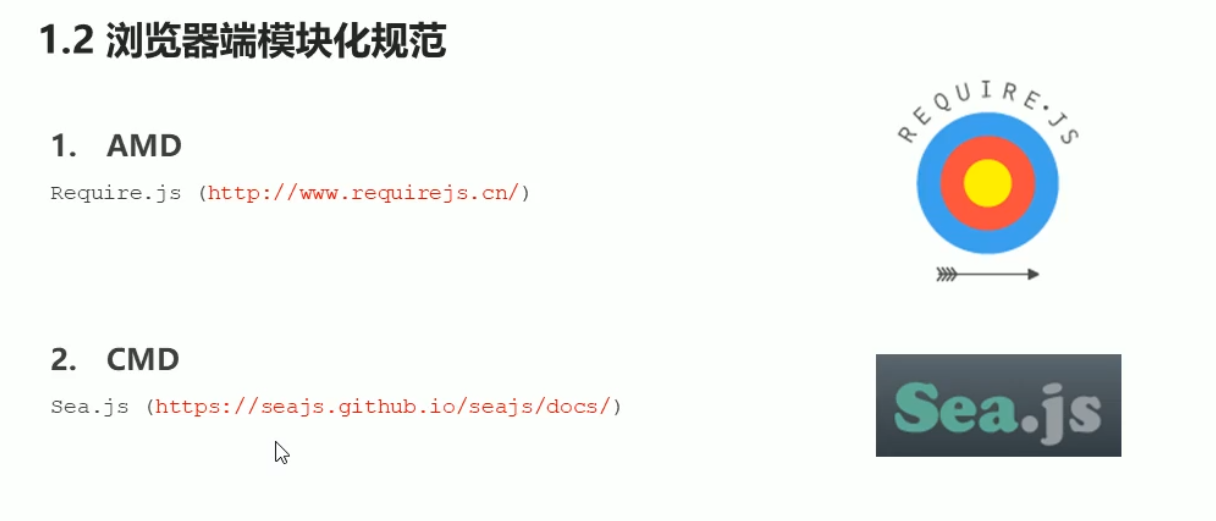 1.2 浏览器端模块化规范
REQUIRE.JS
1. AMD
Require.js (http://www.requirejs.cn/)
2. CMD
Sea.js (https://seajs.github.io/seajs/docs/)
Sea.js